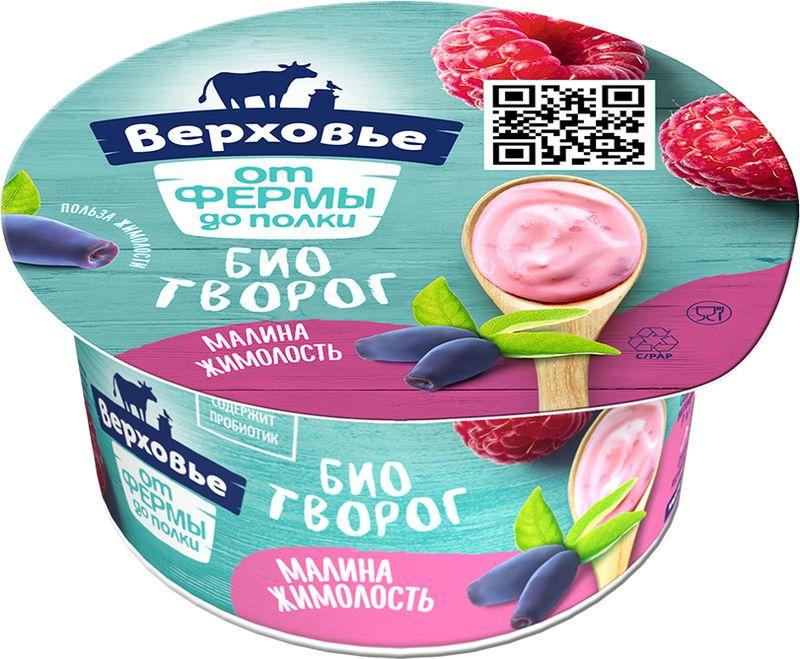 Верховье
от
ФЕРМЫ
до полки
ПОЛЬЗА ЖИМОЛОСТИ
БИО
ТВОРОГ
МАЛИНА
ЖИМОЛОСТЬ
C/PAP
СОДЕРЖИТ
ПРОБИОТИК
Верховье
от
ФЕРМЫ
до полки
БИО
ТВОРОГ
МАЛИНА
ЖИМОЛОСТЬ